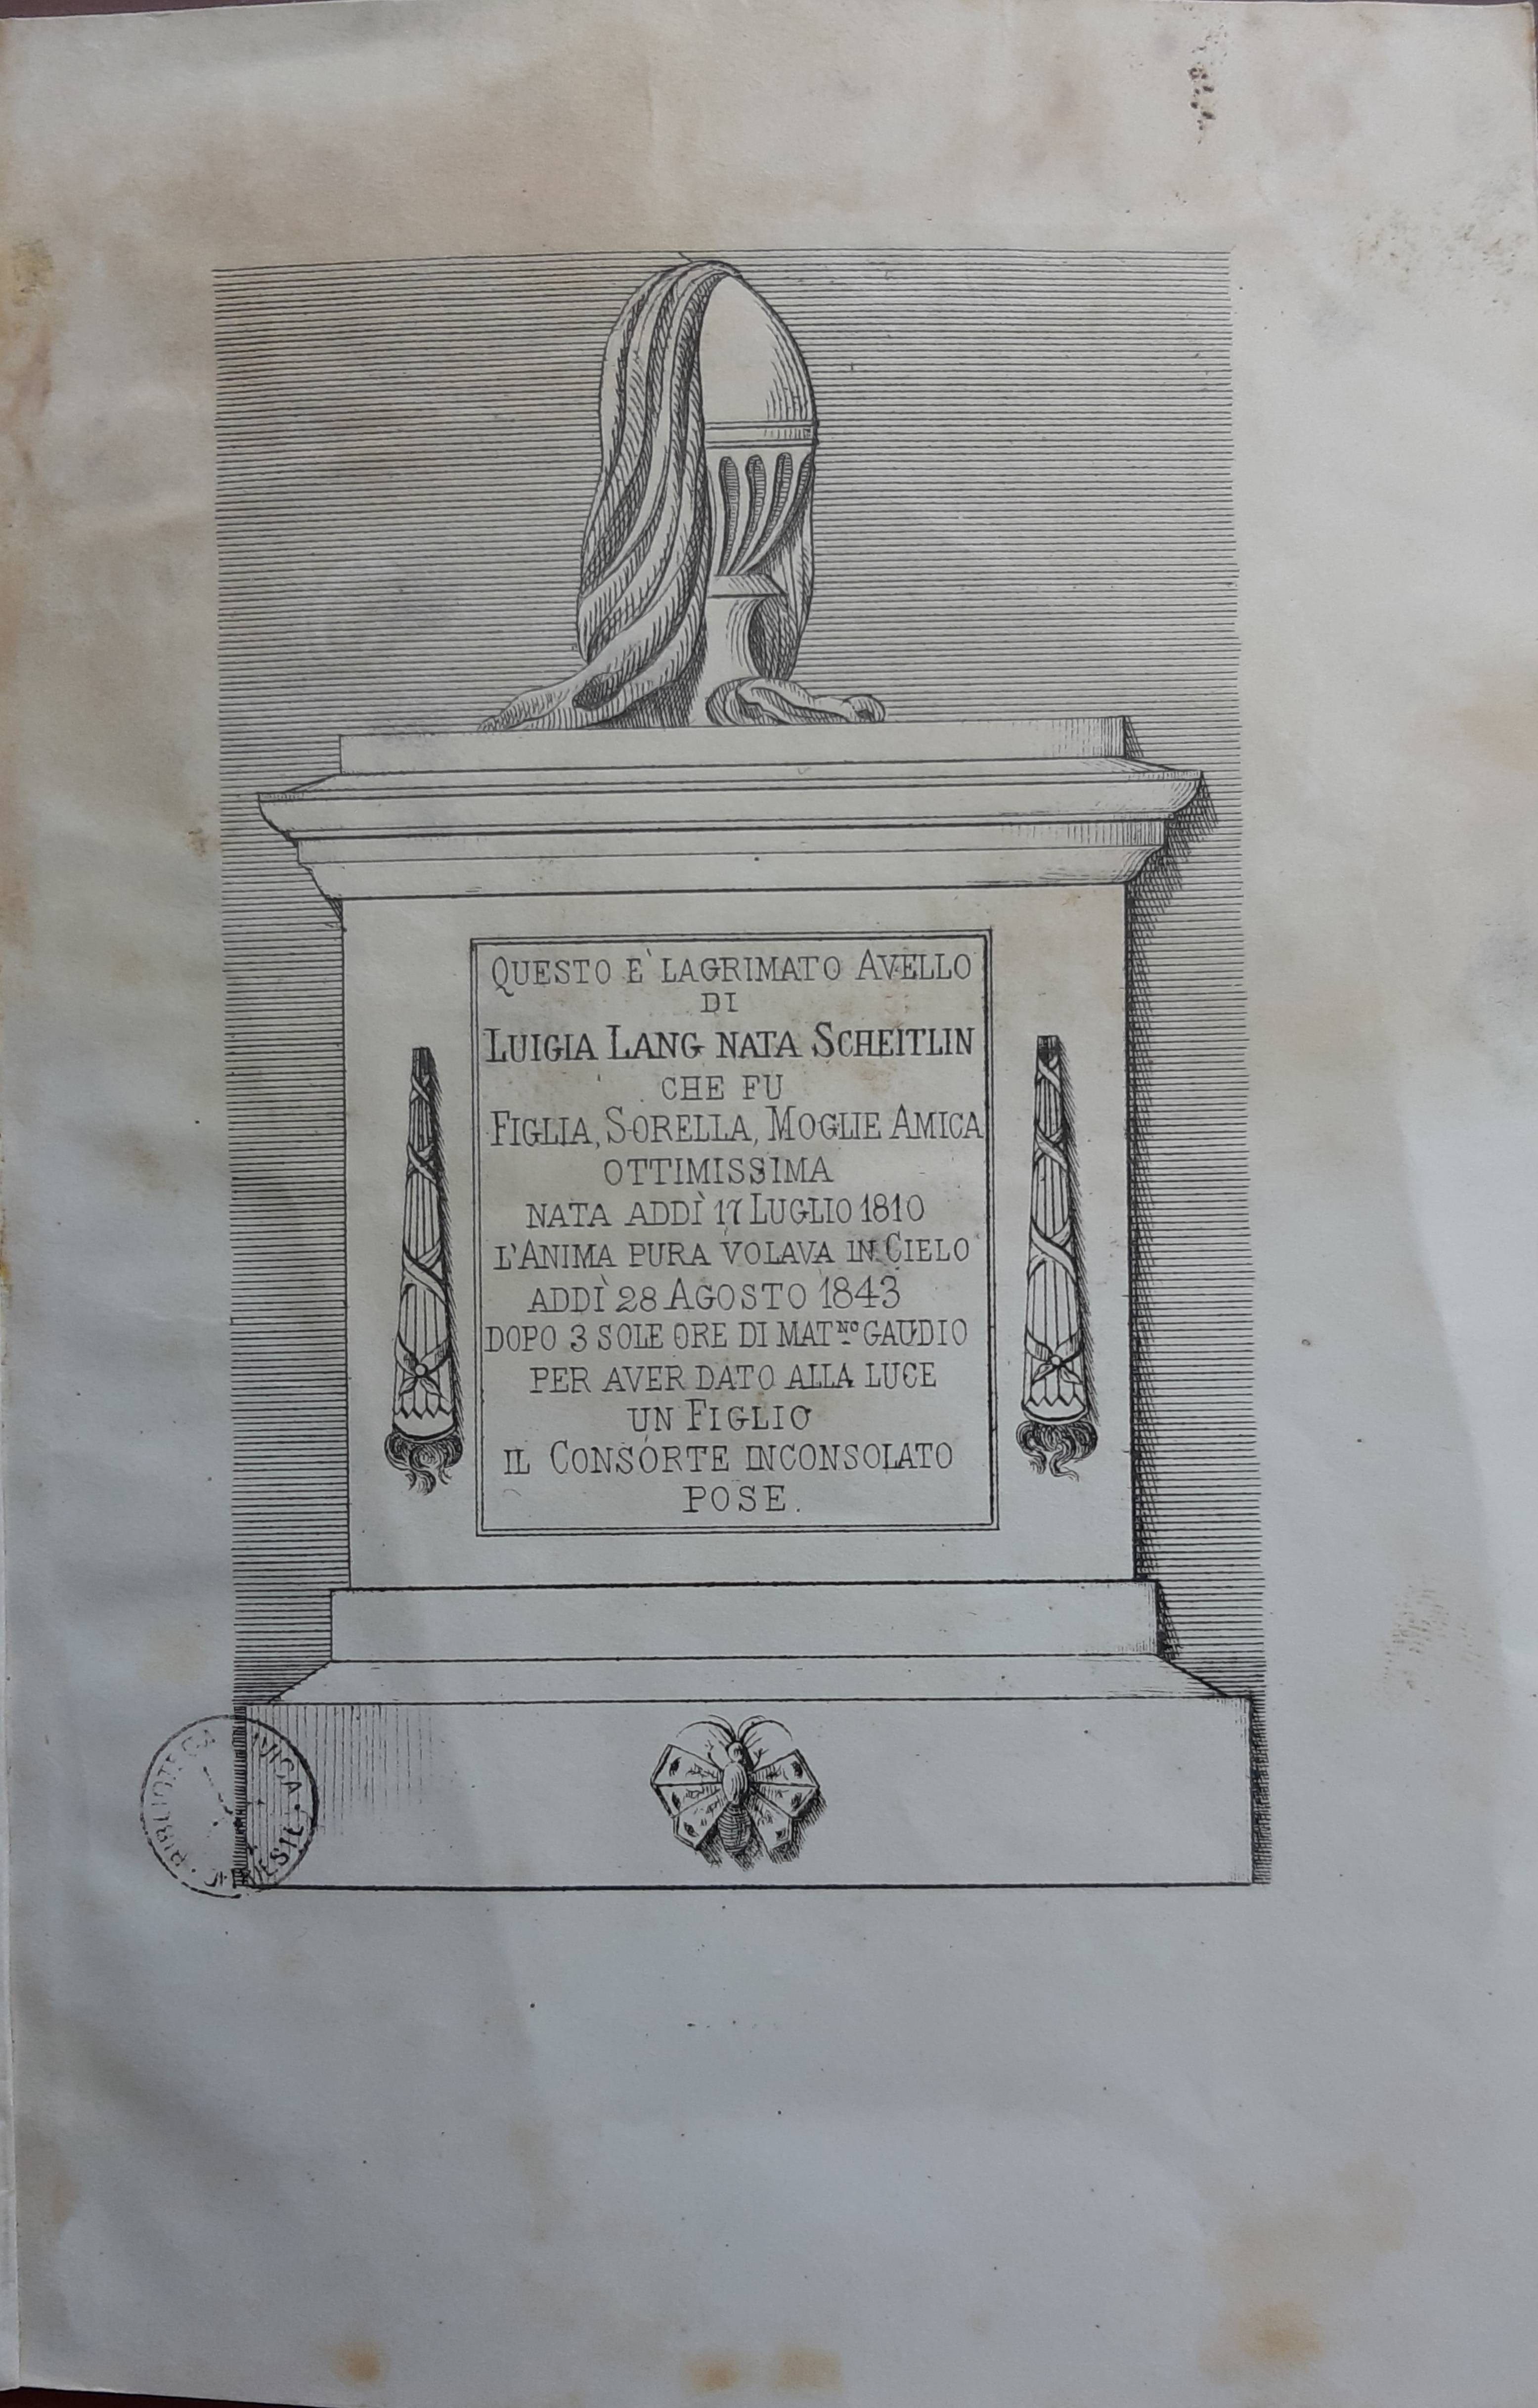 QUESTO E' LAGRIMATO AVELLO
DI
LUIGIA LANG NATA SCHEITLIN
CHE FU
FIGLIA, SORELLA, MOGLIE AMICA
OTTIMISSIMA
NATA ADDÌ 17 LUGLIO 1810
L'ANIMA PURA VOLAVA IN CIELO
ADDÌ 28 AGOSTO 1843
DOPO 3 SOLE ORE DI MATNO GAUDIO
PER AVER DATO ALLA LUCE
UN FIGLIO
IL CONSORTE INCONSOLATO
POSE.
BIBLIOTECA